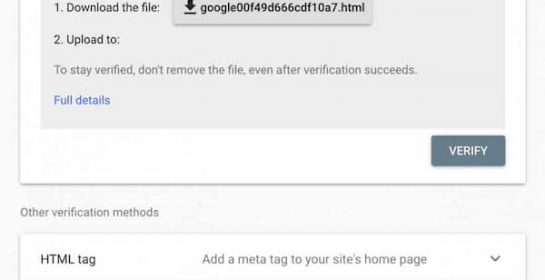 1. Download the file: google00f49d666cdf10a7.html
2. Upload to:
To stay verified, don't remove the file, even after verification succeeds.
Full details
VERIFY
Other verification methods
HTML tag Add a meta tag to your site's home page